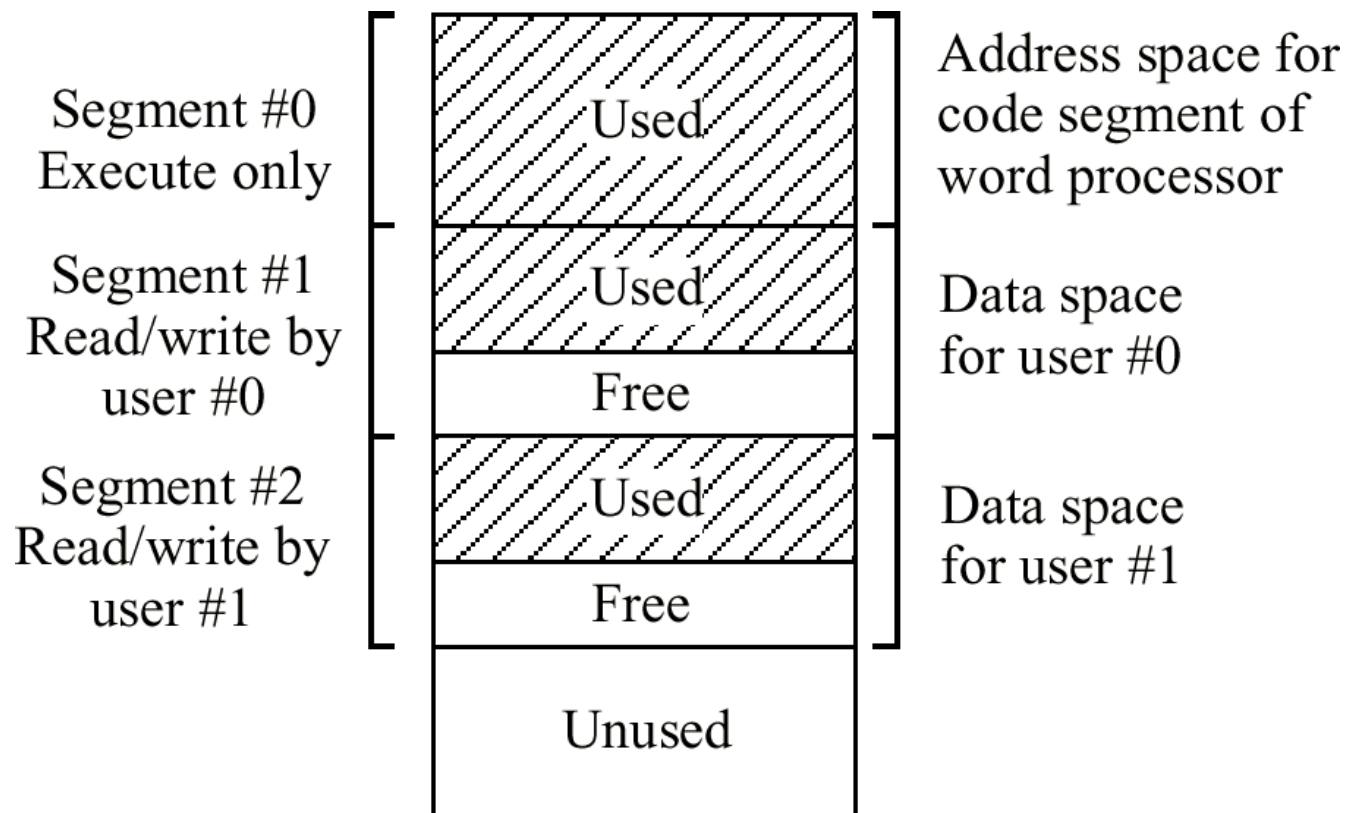 Segment #0
Execute only
Used
Address space for
code segment of
word processor
Segment #1
Read/write by
user #0
Used
Free
Data space
for user #0
Segment #2
Read/write by
user #1
Used
Free
Data space
for user #1
Unused